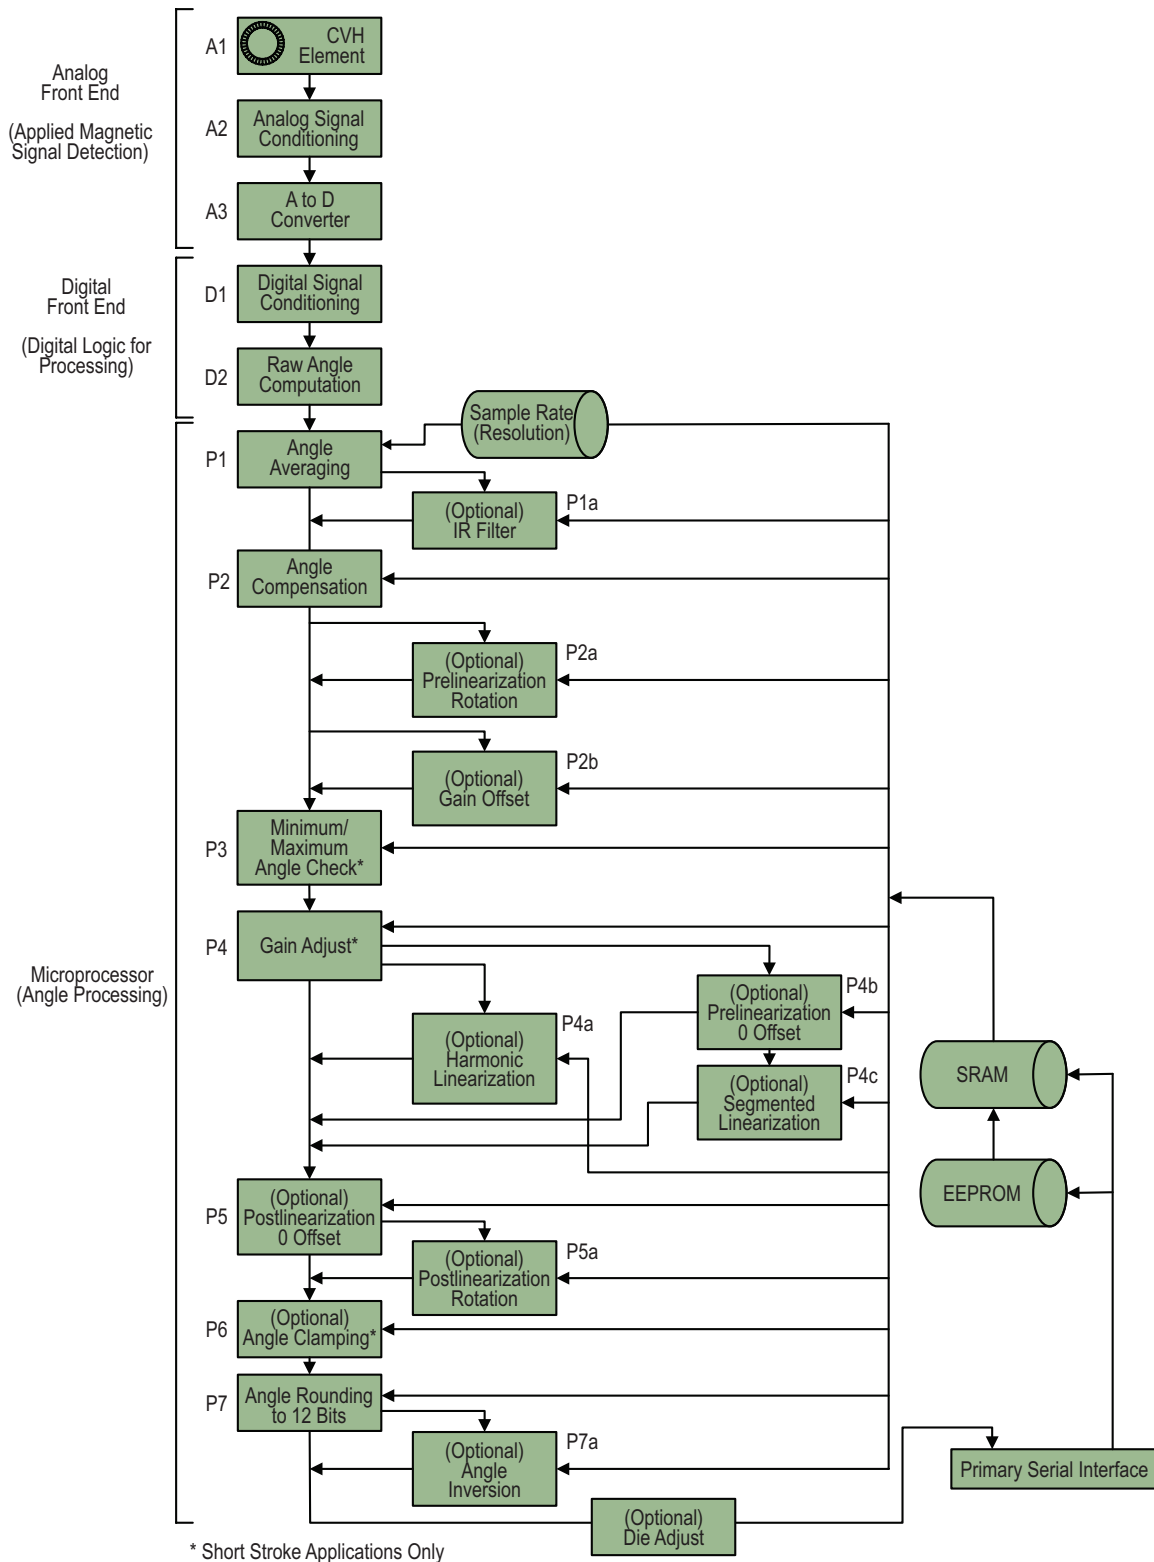 Analog
Front End
(Applied Magnetic
Signal Detection)
A1
CVH
Element
A2
Analog Signal
Conditioning
A3
A to D
Converter
Digital
Front End
(Digital Logic for
Processing)
D1
Digital Signal
Conditioning
D2
Raw Angle
Computation
Sample Rate
(Resolution)
P1
Angle
Averaging
P1a
(Optional)
IR Filter
P2
Angle
Compensation
P2a
(Optional)
Prelinearization
Rotation
P2b
(Optional)
Gain Offset
P3
Minimum/
Maximum
Angle Check*
P4
Gain Adjust*
Microprocessor
(Angle Processing)
P4a
(Optional)
Harmonic
Linearization
P4b
(Optional)
Prelinearization
0 Offset
P4c
(Optional)
Segmented
Linearization
SRAM
EEPROM
P5
(Optional)
Postlinearization
0 Offset
P5a
(Optional)
Postlinearization
Rotation
P6
(Optional)
Angle Clamping*
P7
Angle Rounding
to 12 Bits
P7a
(Optional)
Angle
Inversion
Primary Serial Interface
(Optional)
Die Adjust
* Short Stroke Applications Only